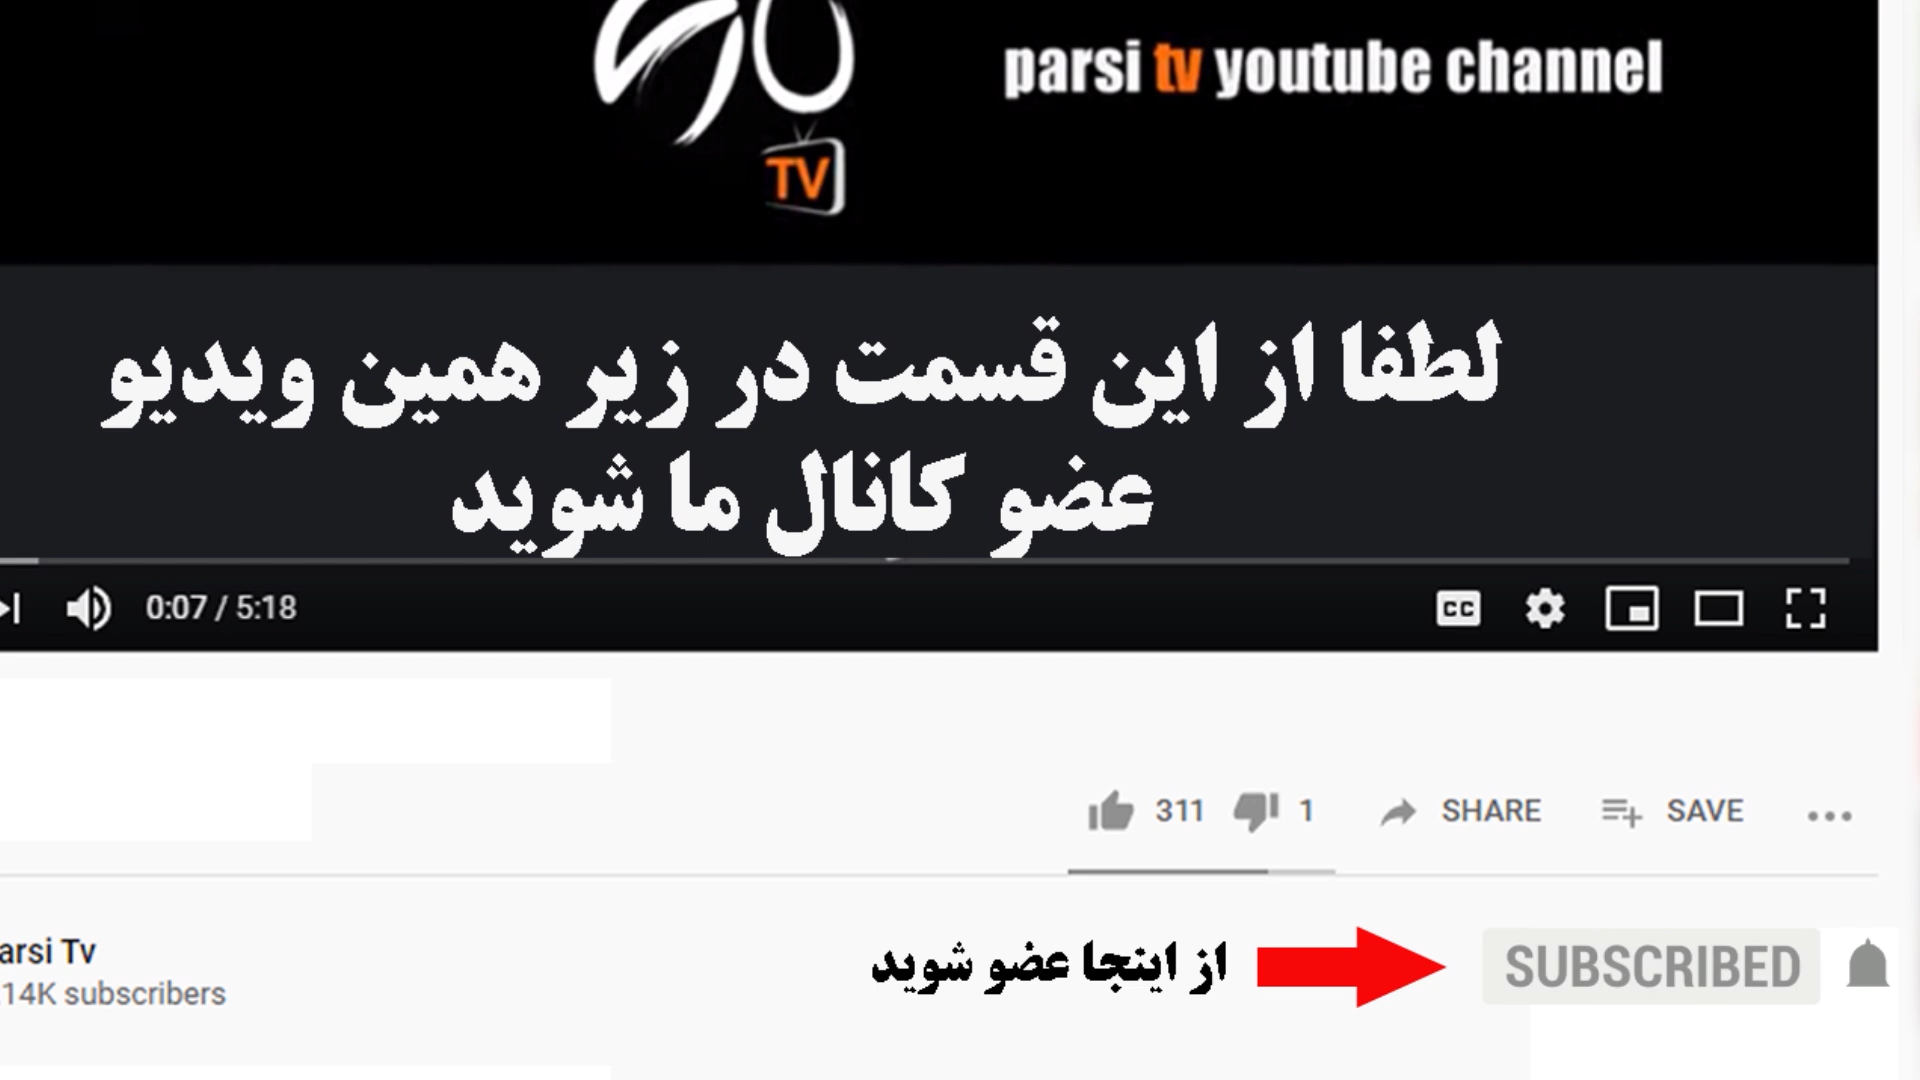 parsi tv youtube channel
TV
لطفا از این قسمت در زیر همین ویدیو
عضو کانال ما شوید
0:07 / 5:18
CC
311 1 SHARE SAVE
arsi Tv
14K subscribers
از اینجا عضو شوید
SUBSCRIBED